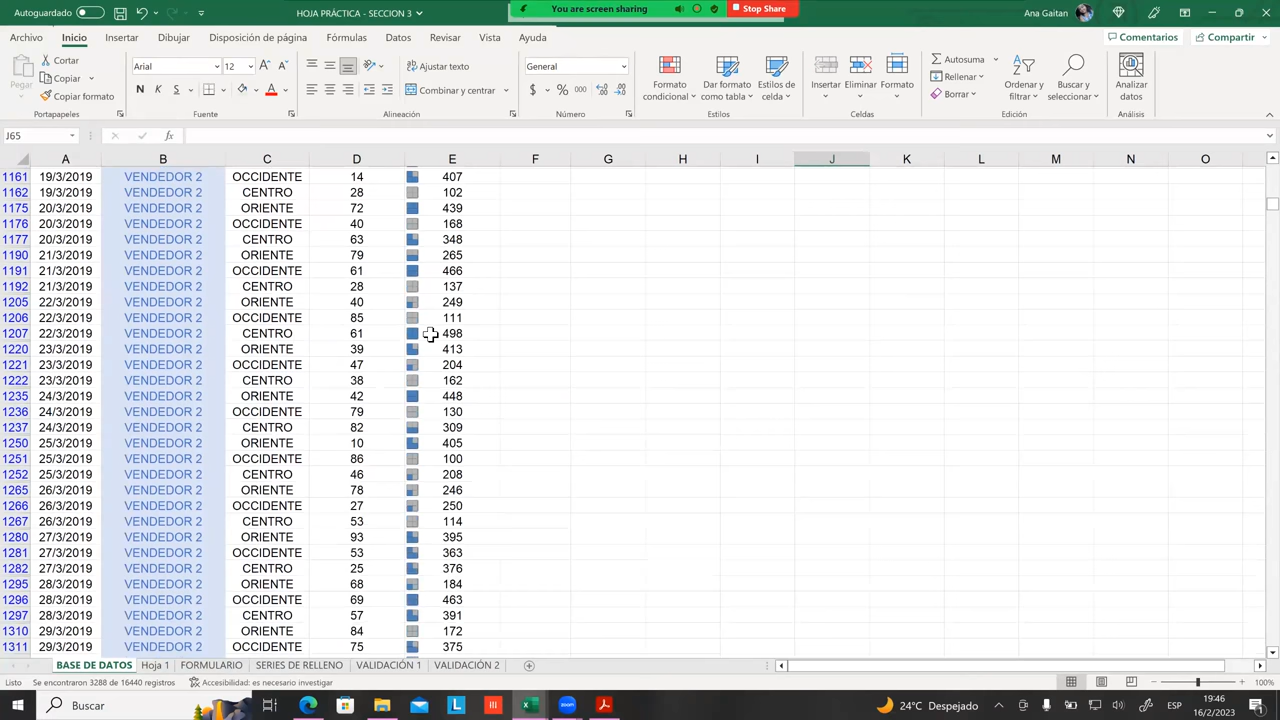 Autoguardado
HOJA PRÁCTICA - SECCION 3
You are screen sharing
Stop Share
Ana Gaitan
Archivo Inicio Insertar Dibujar Disposición de página Fórmulas Datos Revisar Vista Ayuda
Comentarios Compartir
Pegar
Cortar
Copiar
Copiar formato
Portapapeles
Arial 12
N K S
Fuente
Ajustar texto
Combinar y centrar
Alineación
General
$ % 000
Número
Formato condicional
Dar formato como tabla
Estilos de celda
Estilos
Insertar Eliminar Formato
Celdas
Autosuma
Rellenar
Borrar
Ordenar y filtrar
Buscar y seleccionar
Edición
Analizar datos
Análisis
J65
fx
A B C D E F G H I J K L M N O
1161 19/3/2019 VENDEDOR 2 OCCIDENTE 14 407
1162 19/3/2019 VENDEDOR 2 CENTRO 28 102
1175 20/3/2019 VENDEDOR 2 ORIENTE 72 439
1176 20/3/2019 VENDEDOR 2 OCCIDENTE 40 168
1177 20/3/2019 VENDEDOR 2 CENTRO 63 348
1190 21/3/2019 VENDEDOR 2 ORIENTE 79 265
1191 21/3/2019 VENDEDOR 2 OCCIDENTE 61 466
1192 21/3/2019 VENDEDOR 2 CENTRO 28 137
1205 22/3/2019 VENDEDOR 2 ORIENTE 40 249
1206 22/3/2019 VENDEDOR 2 OCCIDENTE 85 111
1207 22/3/2019 VENDEDOR 2 CENTRO 61 498
1220 23/3/2019 VENDEDOR 2 ORIENTE 39 413
1221 23/3/2019 VENDEDOR 2 OCCIDENTE 47 204
1222 23/3/2019 VENDEDOR 2 CENTRO 38 162
1235 24/3/2019 VENDEDOR 2 ORIENTE 42 448
1236 24/3/2019 VENDEDOR 2 OCCIDENTE 79 130
1237 24/3/2019 VENDEDOR 2 CENTRO 82 309
1250 25/3/2019 VENDEDOR 2 ORIENTE 10 405
1251 25/3/2019 VENDEDOR 2 OCCIDENTE 86 100
1252 25/3/2019 VENDEDOR 2 CENTRO 46 208
1265 26/3/2019 VENDEDOR 2 ORIENTE 78 246
1266 26/3/2019 VENDEDOR 2 OCCIDENTE 27 250
1267 26/3/2019 VENDEDOR 2 CENTRO 53 114
1280 27/3/2019 VENDEDOR 2 ORIENTE 93 395
1281 27/3/2019 VENDEDOR 2 OCCIDENTE 53 363
1282 27/3/2019 VENDEDOR 2 CENTRO 25 376
1295 28/3/2019 VENDEDOR 2 ORIENTE 68 184
1296 28/3/2019 VENDEDOR 2 OCCIDENTE 69 463
1297 28/3/2019 VENDEDOR 2 CENTRO 57 391
1310 29/3/2019 VENDEDOR 2 ORIENTE 84 172
1311 29/3/2019 VENDEDOR 2 OCCIDENTE 75 375
BASE DE DATOS Hoja 1 FORMULARIO SERIES DE RELLENO VALIDACIÓN 1 VALIDACIÓN 2
Listo Se encontraron 3288 de 16440 registros Accesibilidad: es necesario investigar 100%
Buscar
zoom
24°C Despejado
ESP
19:46
16/2/2023